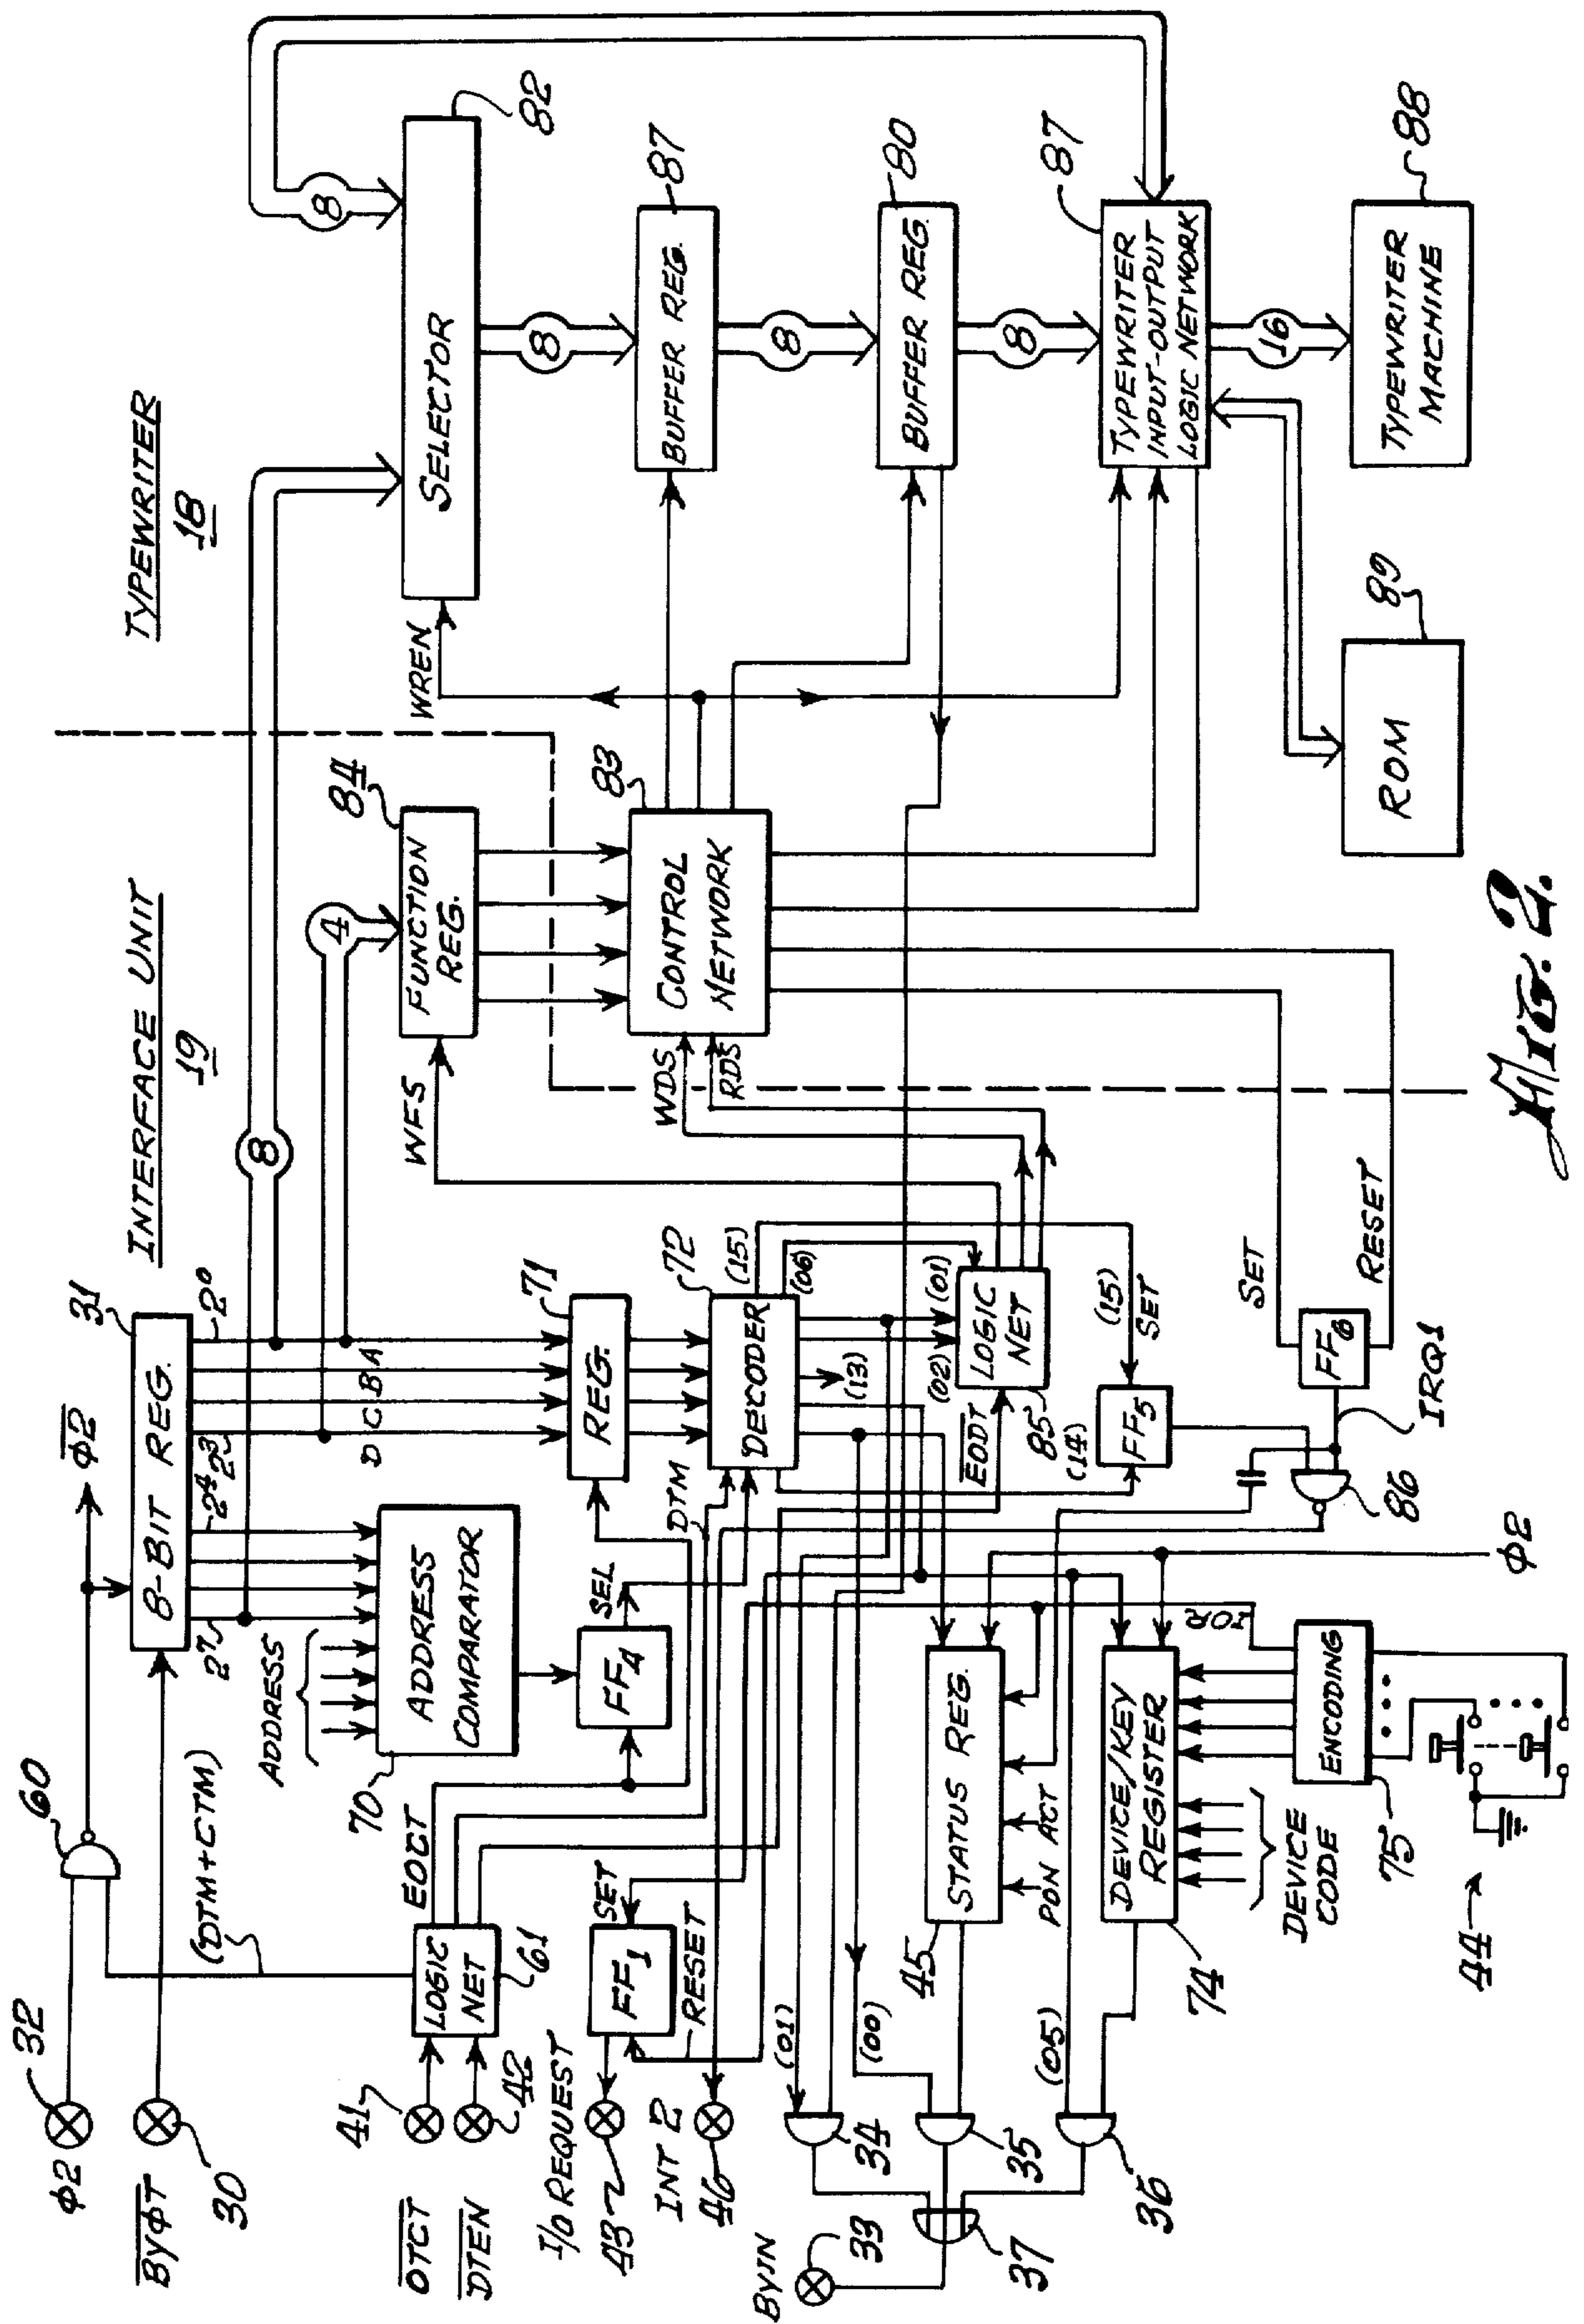 INTERFACE UNIT
19
TYPEWRITER
18
Φ2
32
ByΦT
30
60
Φ2
31
8-BIT REG.
2⁷
2⁴
2³
2⁰
D C B A
(DTM+CTM)
ADDRESS
ADDRESS
COMPARATOR
70
8
4
8
SELECTOR
82
WREN
FUNCTION
REG.
84
WFS
OTCT
41
DTEN
42
LOGIC
NET
61
EOCT
FF4
SEL
REG.
71
DTM
DECODER
72
(15)
(06)
(13)
(02)
(01)
EODT
LOGIC
NET
85
(14)
(15)
SET
FF5
WDS
RDS
CONTROL
NETWORK
83
8
BUFFER REG.
87
8
BUFFER REG.
80
8
TYPEWRITER
INPUT-OUTPUT
LOGIC NETWORK
87
16
TYPEWRITER
MACHINE
88
ROM
89
I/O REQUEST
43
SET
FF1
RESET
INT 2
46
(01)
(00)
(05)
34
35
36
37
ByIN
33
45
STATUS REG.
PON ACT
DEVICE/KEY
REGISTER
74
DEVICE
CODE
IOR
ENCODING
75
44
Φ2
86
SET
FF6
RESET
IRQ1
Fig. 2.